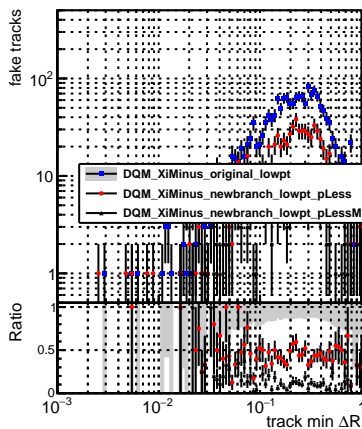 fake tracks
10²
DQM_XiMinus_original_lowpt
DQM_XiMinus_newbranch_lowpt_pLess
DQM_XiMinus_newbranch_lowpt_pLessM
10
1
Ratio
1
0.5
0
10⁻³ 10⁻² 10⁻¹ 1
track min ΔR